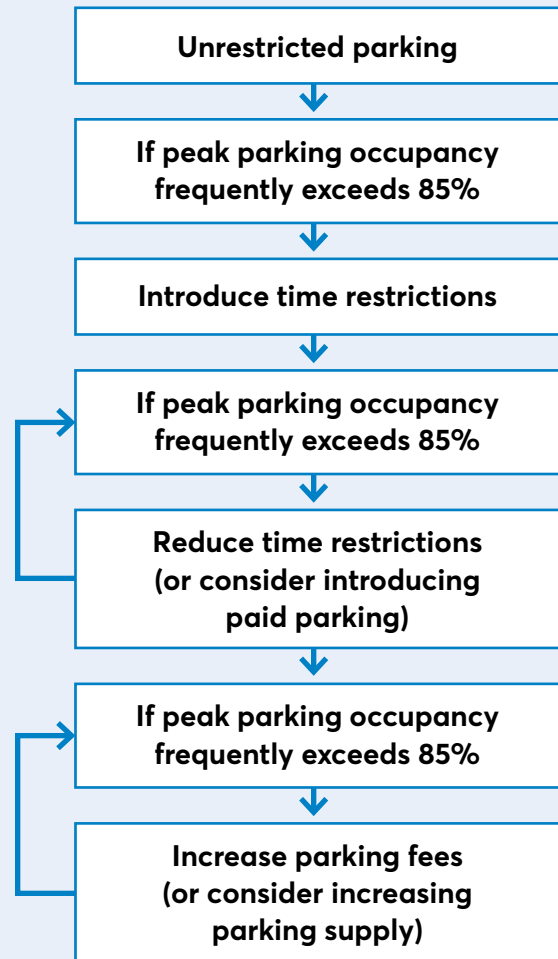 Unrestricted parking
If peak parking occupancy
frequently exceeds 85%
Introduce time restrictions
If peak parking occupancy
frequently exceeds 85%
Reduce time restrictions
(or consider introducing
paid parking)
If peak parking occupancy
frequently exceeds 85%
Increase parking fees
(or consider increasing
parking supply)